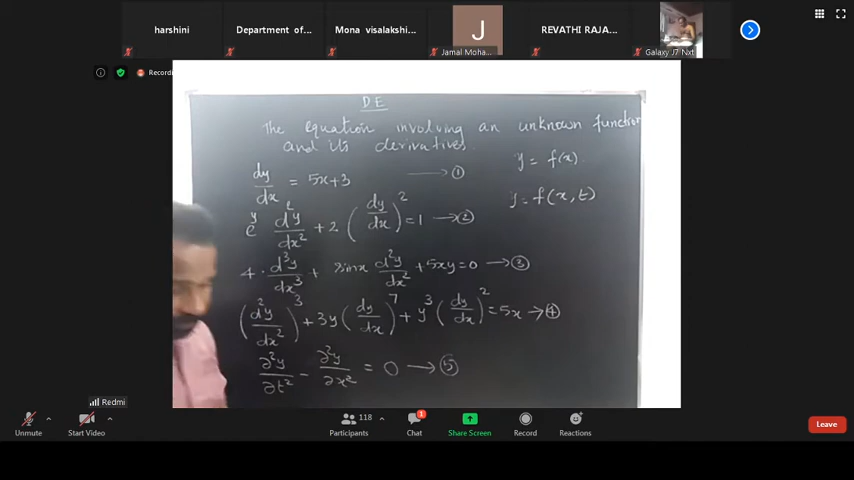 harshini
Department of...
Mona visalakshi...
Jamal Moha...
REVATHI RAJA...
Galaxy J7 Nxt
J
Recordi
D E
The equation involving an unknown function
and its derivatives
y = f(x)
dy/dx = 5x+3 → ①
y = f(x, t)
e^y d²y/dx² + 2 (dy/dx)² = 1 → ②
4 · d³y/dx³ + sinx d²y/dx² + 5xy = 0 → ③
(d²y/dx²)³ + 3y (dy/dx)⁷ + y³ (dy/dx)² = 5x → ④
∂²y/∂t² − ∂²y/∂x² = 0 → ⑤
Redmi
118
1
Unmute
Start Video
Participants
Chat
Share Screen
Record
Reactions
Leave